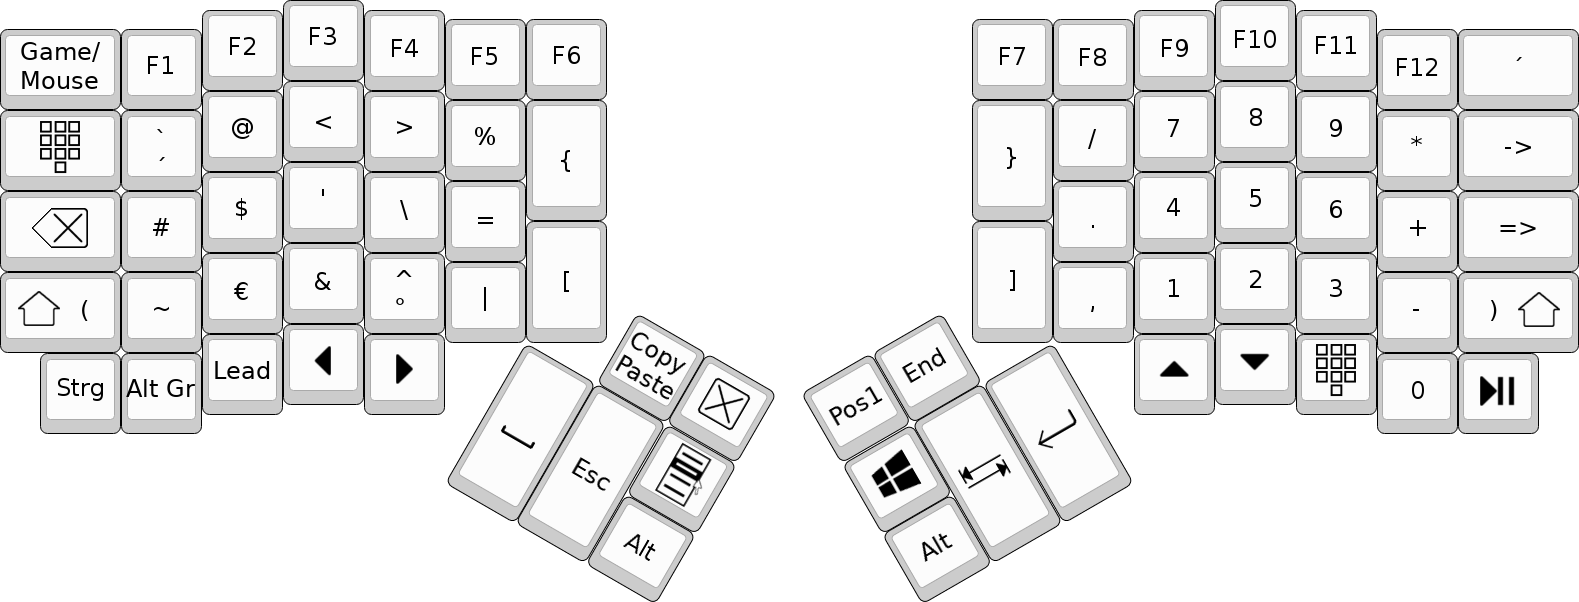 Game/
Mouse
F1 F2 F3 F4 F5 F6
F7 F8 F9 F10 F11 F12 ´
`
´
@ < > % {
} / 7 8 9 * ->
# $ ' \ =
. 4 5 6 + =>
( ~ € & ^
° | [
] , 1 2 3 - )
Strg Alt Gr Lead
0
Copy
Paste
Esc
Alt
Pos1 End
Alt